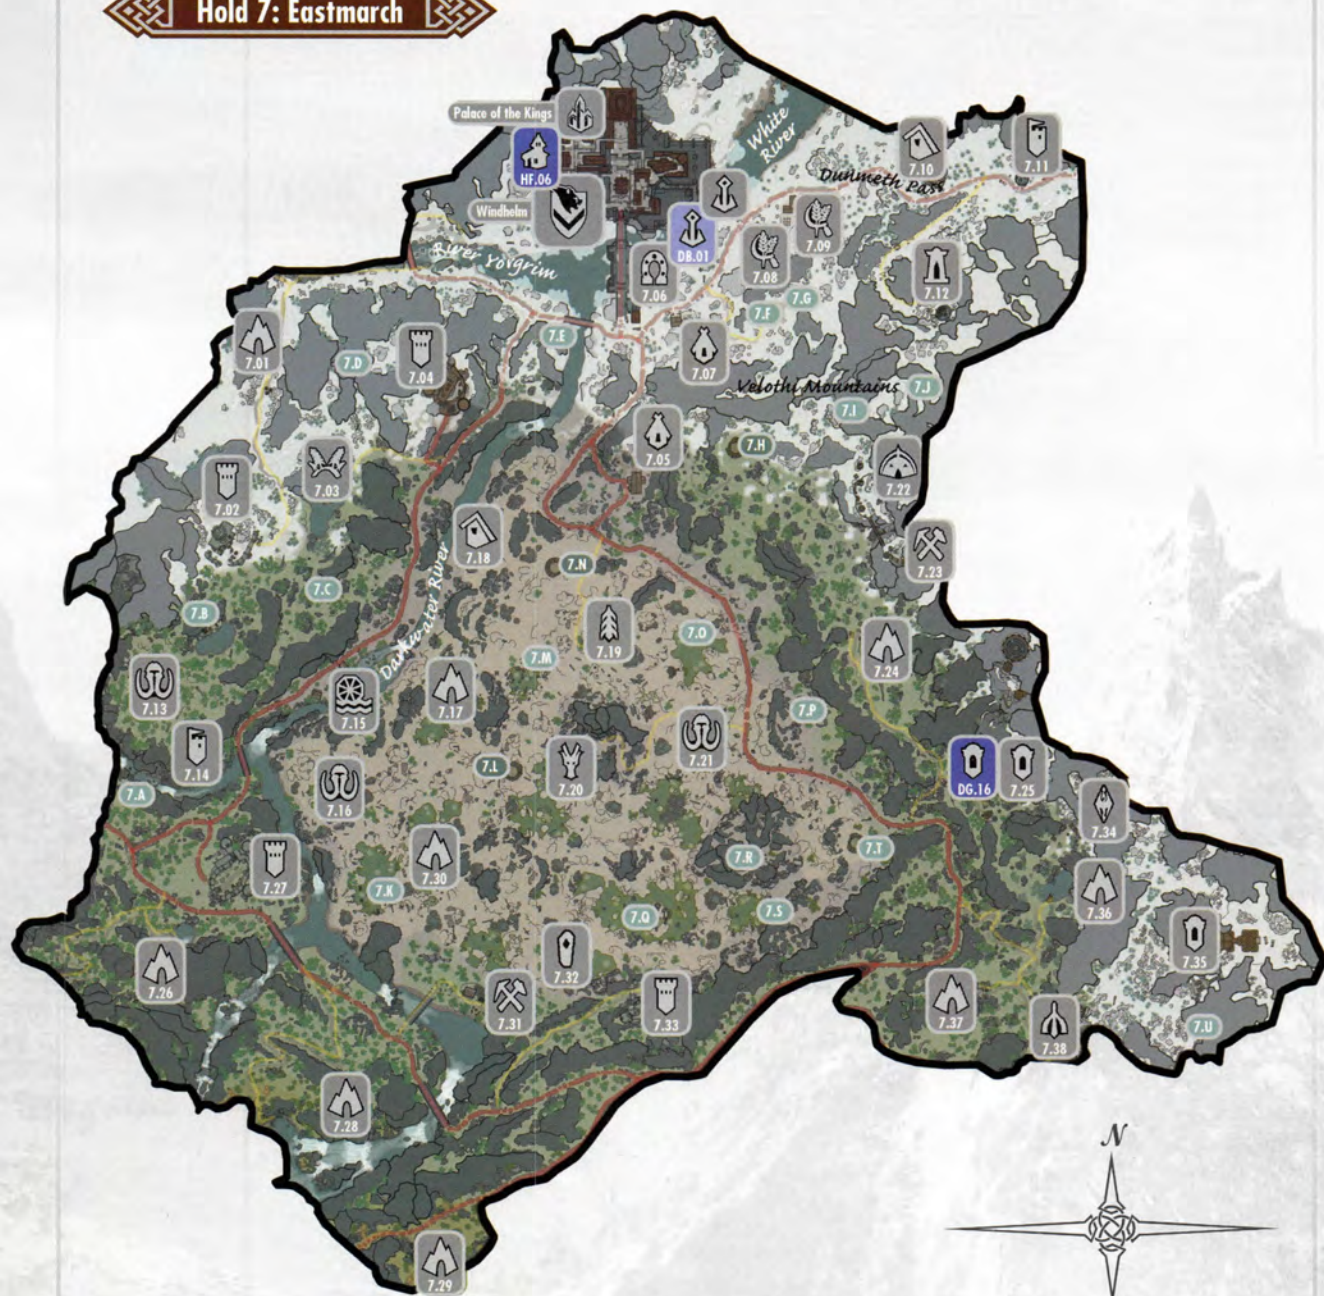 Hold 7: Eastmarch
Palace of the Kings
HF.06
White
River
7.10
7.11
Dunmeth Pass
Windhelm
DB.01
7.09
7.08
River Yorgrim
7.06
7.12
7.G
7.F
7.01
7.D
7.04
7.E
7.07
Velothi Mountains
7.J
7.I
7.02
7.03
7.05
7.H
7.22
7.18
7.23
7.N
7.C
7.B
Darkwater River
7.19
7.O
7.24
7.M
7.13
7.15
7.17
7.P
7.14
7.21
7.L
7.20
DG.16
7.25
7.A
7.16
7.34
7.27
7.30
7.R
7.T
7.K
7.36
7.Q
7.S
7.35
7.26
7.32
7.31
7.33
7.37
7.38
7.U
7.28
N
7.29